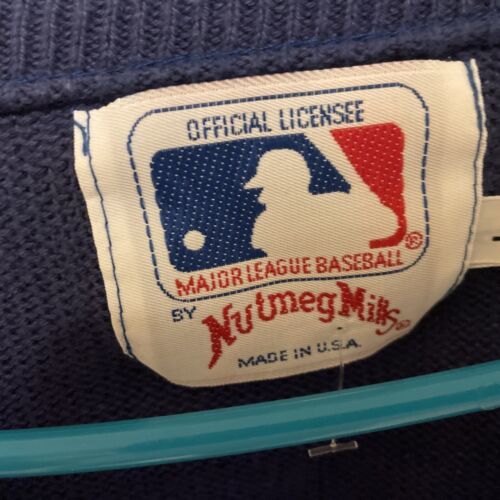 OFFICIAL LICENSEE
MAJOR LEAGUE BASEBALL®
BY Nutmeg Mills®
MADE IN U.S.A.